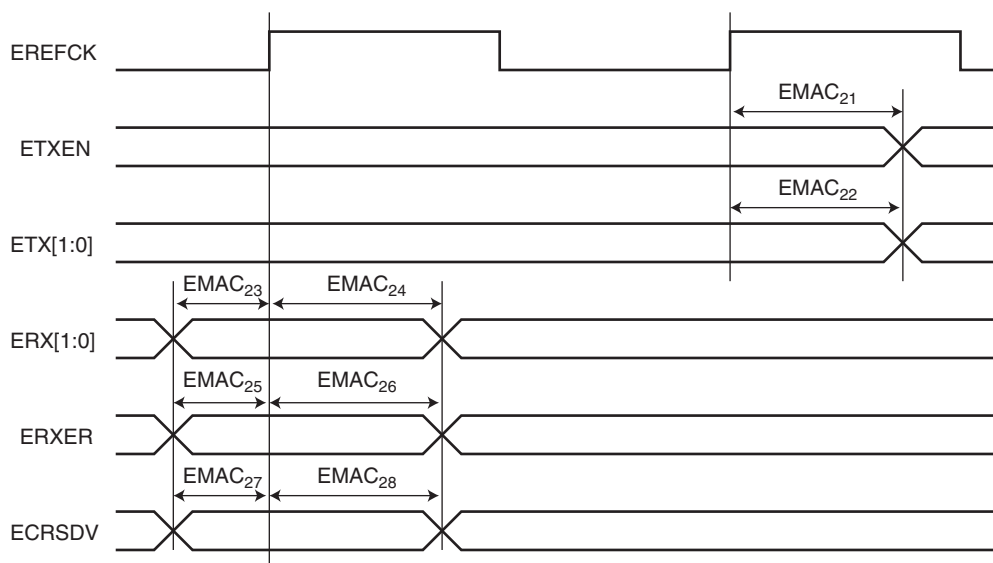 EREFCK
EMAC21
ETXEN
EMAC22
ETX[1:0]
EMAC23 EMAC24
ERX[1:0]
EMAC25 EMAC26
ERXER
EMAC27 EMAC28
ECRSDV